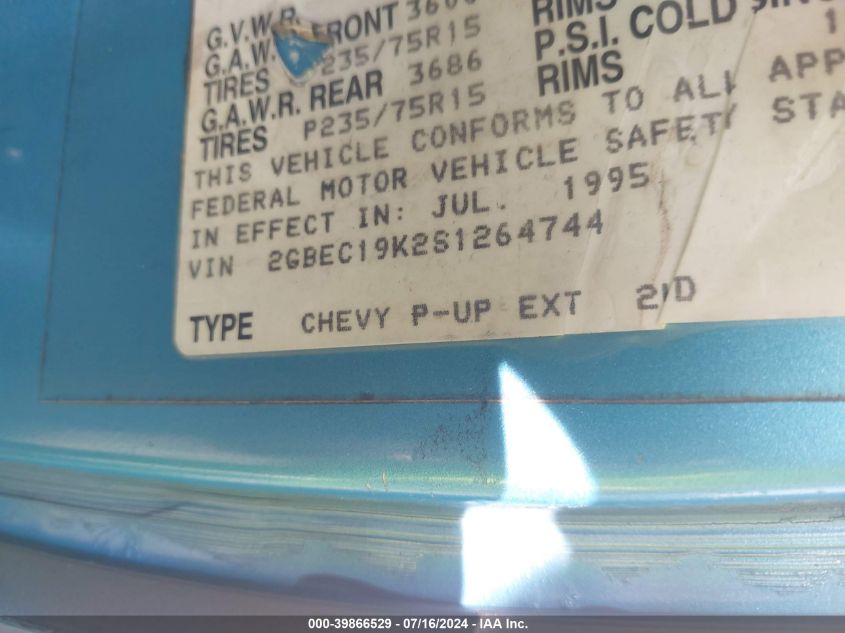 G.V.W.R.
G.A.W. FRONT RIMS
TIRES P235/75R15 P.S.I. COLD
G.A.W.R. REAR 3686 RIMS
TIRES P235/75R15
THIS VEHICLE CONFORMS TO ALL APP
FEDERAL MOTOR VEHICLE SAFETY STA
IN EFFECT IN: JUL. 1995
VIN 2GBEC19K2S1264744
TYPE CHEVY P-UP EXT 2WD
000-39866529 - 07/16/2024 - IAA Inc.